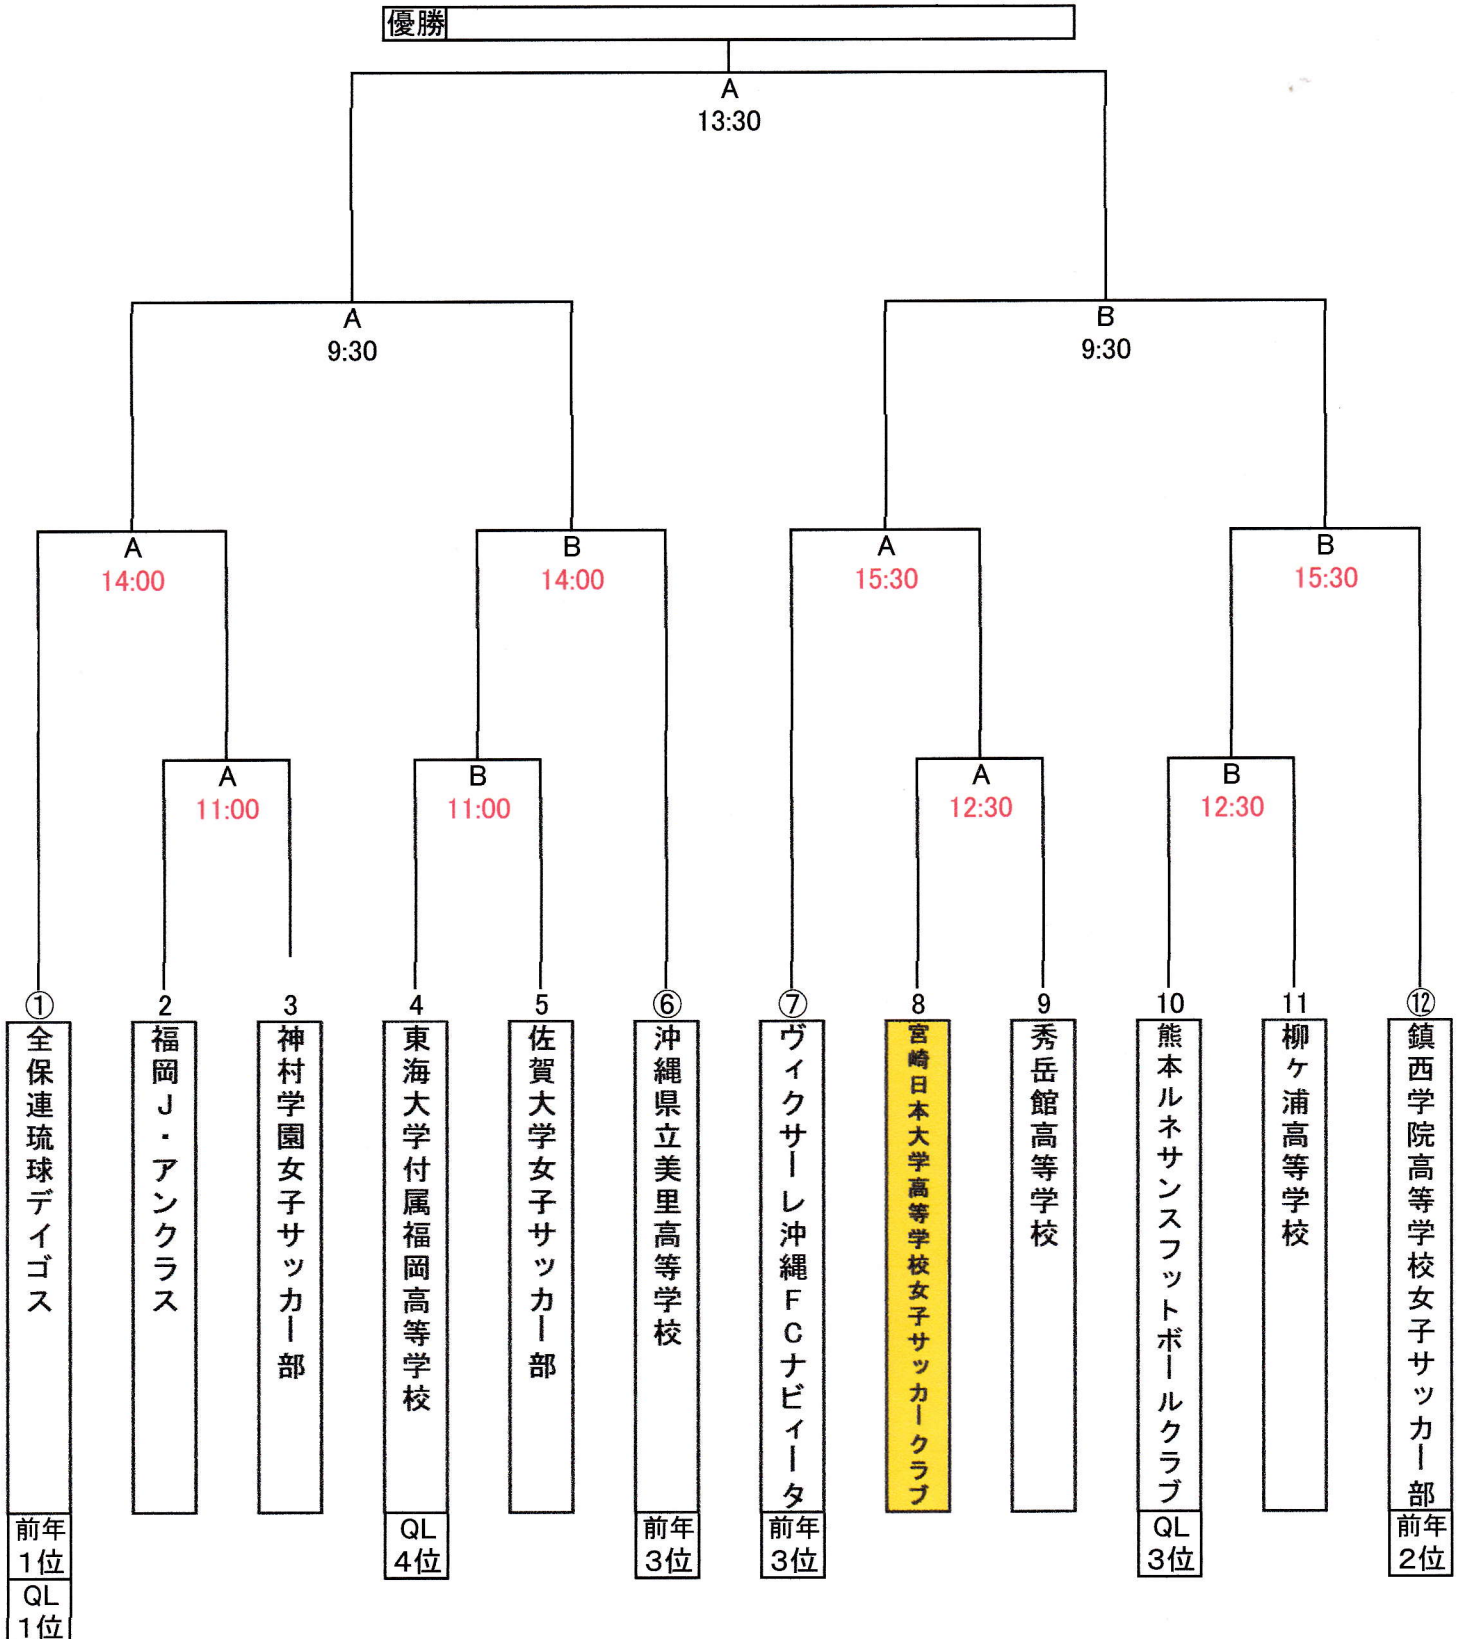 優勝
A
13:30
A
9:30
B
9:30
A
14:00
B
14:00
A
15:30
B
15:30
A
11:00
B
11:00
A
12:30
B
12:30
①
2
3
4
5
⑥
⑦
8
9
10
11
⑫
全保連琉球デイゴス
福岡J・アンクラス
神村学園女子サッカー部
東海大学付属福岡高等学校
佐賀大学女子サッカー部
沖縄県立美里高等学校
ヴィクサーレ沖縄FCナビィータ
宮崎日本大学高等学校女子サッカークラブ
秀岳館高等学校
熊本ルネサンスフットボールクラブ
柳ヶ浦高等学校
鎮西学院高等学校女子サッカー部
前年
1位
QL
1位
QL
4位
前年
3位
前年
3位
QL
3位
前年
2位